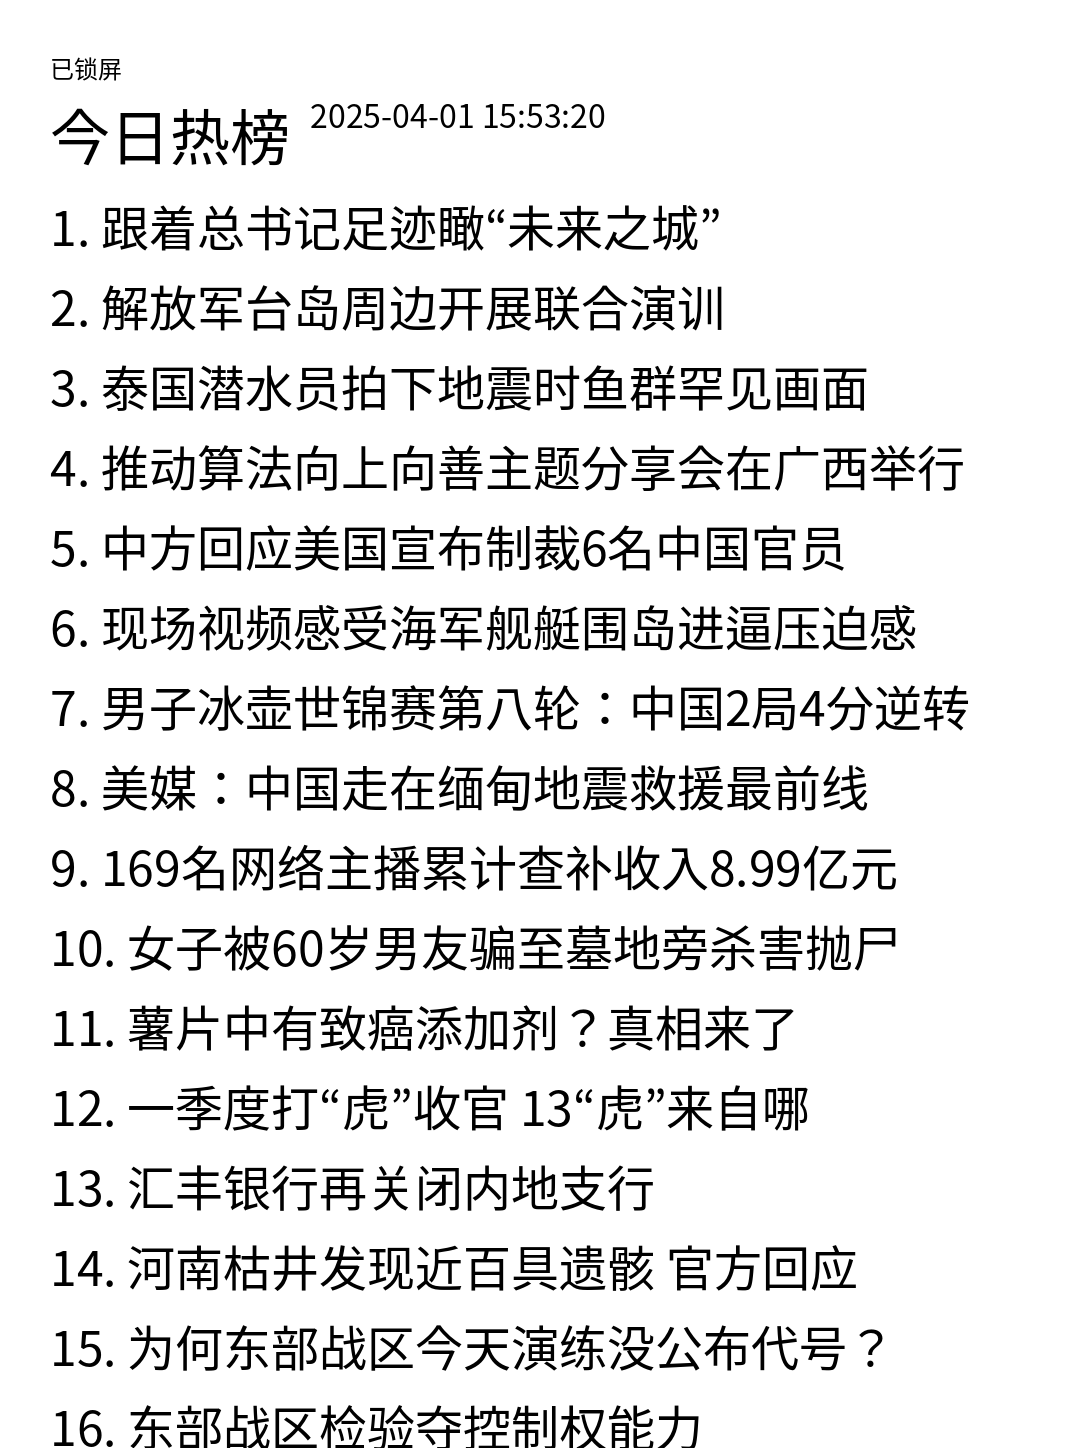 已锁屏
今日热榜 2025-04-01 15:53:20
1. 跟着总书记足迹瞰“未来之城”
2. 解放军台岛周边开展联合演训
3. 泰国潜水员拍下地震时鱼群罕见画面
4. 推动算法向上向善主题分享会在广西举行
5. 中方回应美国宣布制裁6名中国官员
6. 现场视频感受海军舰艇围岛进逼压迫感
7. 男子冰壶世锦赛第八轮：中国2局4分逆转
8. 美媒：中国走在缅甸地震救援最前线
9. 169名网络主播累计查补收入8.99亿元
10. 女子被60岁男友骗至墓地旁杀害抛尸
11. 薯片中有致癌添加剂？真相来了
12. 一季度打“虎”收官 13“虎”来自哪
13. 汇丰银行再关闭内地支行
14. 河南枯井发现近百具遗骸 官方回应
15. 为何东部战区今天演练没公布代号？
16. 东部战区检验夺控制权能力